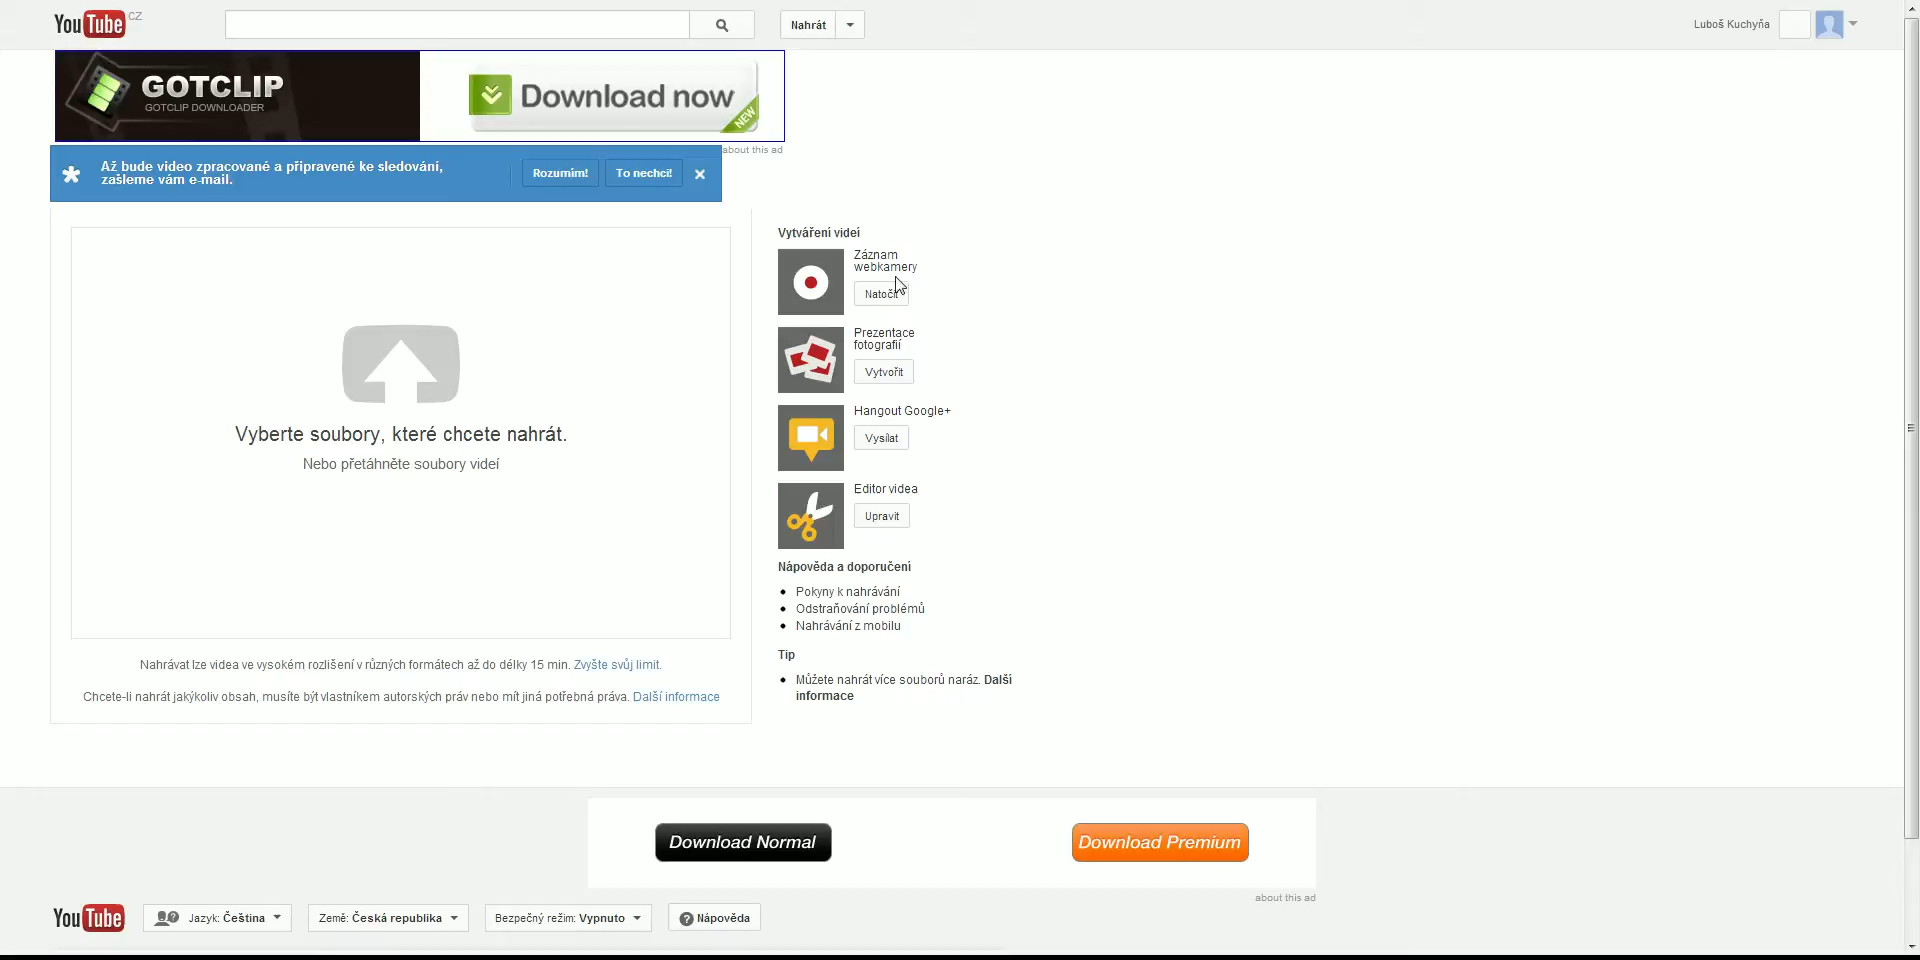 YouTube CZ
Nahrát
Luboš Kuchyňa
GOTCLIP
GOTCLIP DOWNLOADER
Download now
NEW
about this ad
Až bude video zpracované a připravené ke sledování,
zašleme vám e-mail.
Rozumím!
To nechci!
Vyberte soubory, které chcete nahrát.
Nebo přetáhněte soubory videí
Nahrávat lze videa ve vysokém rozlišení v různých formátech až do délky 15 min. Zvyšte svůj limit.
Chcete-li nahrát jakýkoliv obsah, musíte být vlastníkem autorských práv nebo mít jiná potřebná práva. Další informace
Vytváření videí
Záznam
webkamery
Natočit
Prezentace
fotografií
Vytvořit
Hangout Google+
Vysílat
Editor videa
Upravit
Nápověda a doporučení
Pokyny k nahrávání
Odstraňování problémů
Nahrávání z mobilu
Tip
Můžete nahrát více souborů naráz. Další
informace
Download Normal
Download Premium
about this ad
YouTube
Jazyk: Čeština
Země: Česká republika
Bezpečný režim: Vypnuto
Nápověda